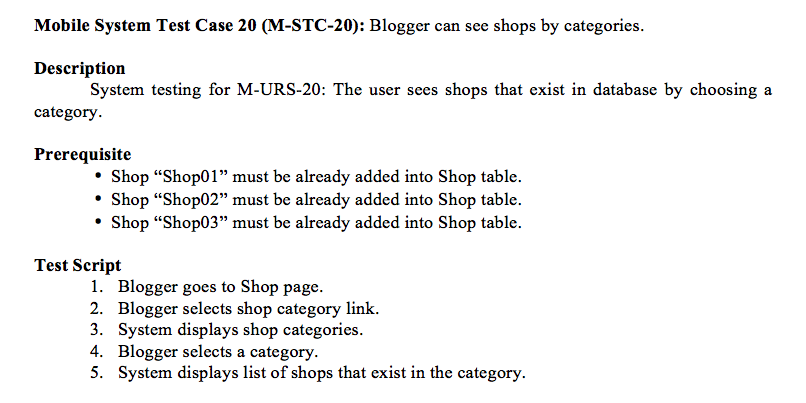 Mobile System Test Case 20 (M-STC-20): Blogger can see shops by categories.
Description
System testing for M-URS-20: The user sees shops that exist in database by choosing a
category.
Prerequisite
• Shop “Shop01” must be already added into Shop table.
• Shop “Shop02” must be already added into Shop table.
• Shop “Shop03” must be already added into Shop table.
Test Script
1. Blogger goes to Shop page.
2. Blogger selects shop category link.
3. System displays shop categories.
4. Blogger selects a category.
5. System displays list of shops that exist in the category.